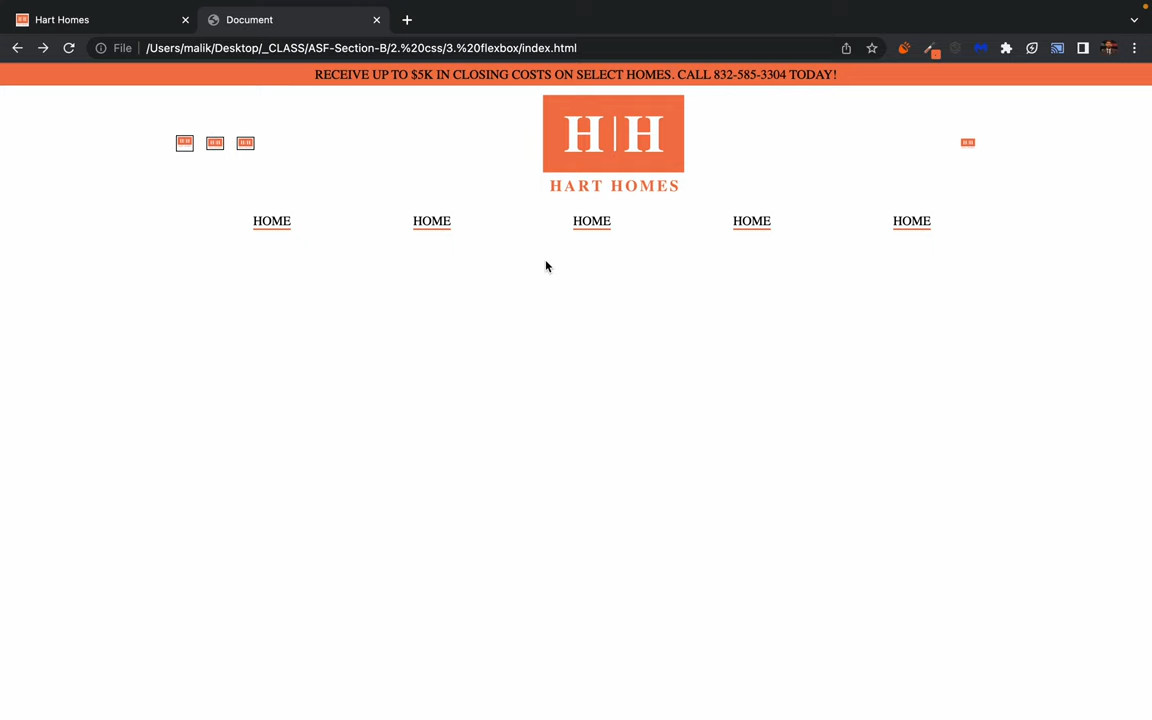 Hart Homes
Document
File
/Users/malik/Desktop/_CLASS/ASF-Section-B/2.%20css/3.%20flexbox/index.html
RECEIVE UP TO $5K IN CLOSING COSTS ON SELECT HOMES. CALL 832-585-3304 TODAY!
H|H
HART HOMES
HOME HOME HOME HOME HOME